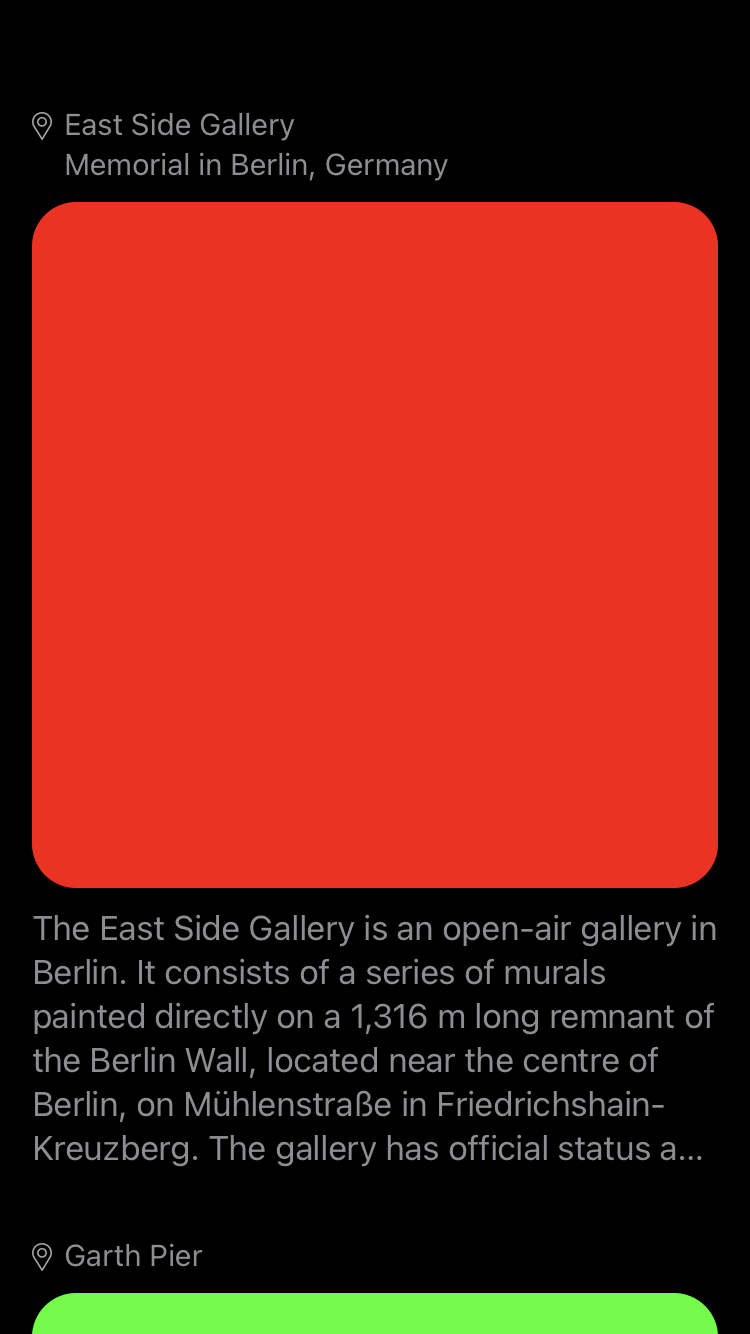 East Side Gallery
Memorial in Berlin, Germany
The East Side Gallery is an open-air gallery in
Berlin. It consists of a series of murals
painted directly on a 1,316 m long remnant of
the Berlin Wall, located near the centre of
Berlin, on Mühlenstraße in Friedrichshain-
Kreuzberg. The gallery has official status a...
Garth Pier